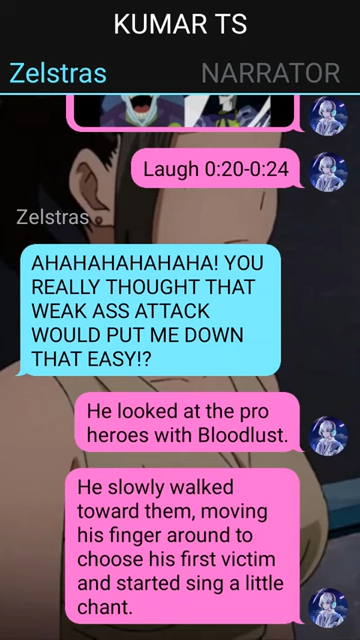 KUMAR TS
Zelstras NARRATOR
Laugh 0:20-0:24
Zelstras
AHAHAHAHAHAHA! YOU
REALLY THOUGHT THAT
WEAK ASS ATTACK
WOULD PUT ME DOWN
THAT EASY!?
He looked at the pro
heroes with Bloodlust.
He slowly walked
toward them, moving
his finger around to
choose his first victim
and started sing a little
chant.